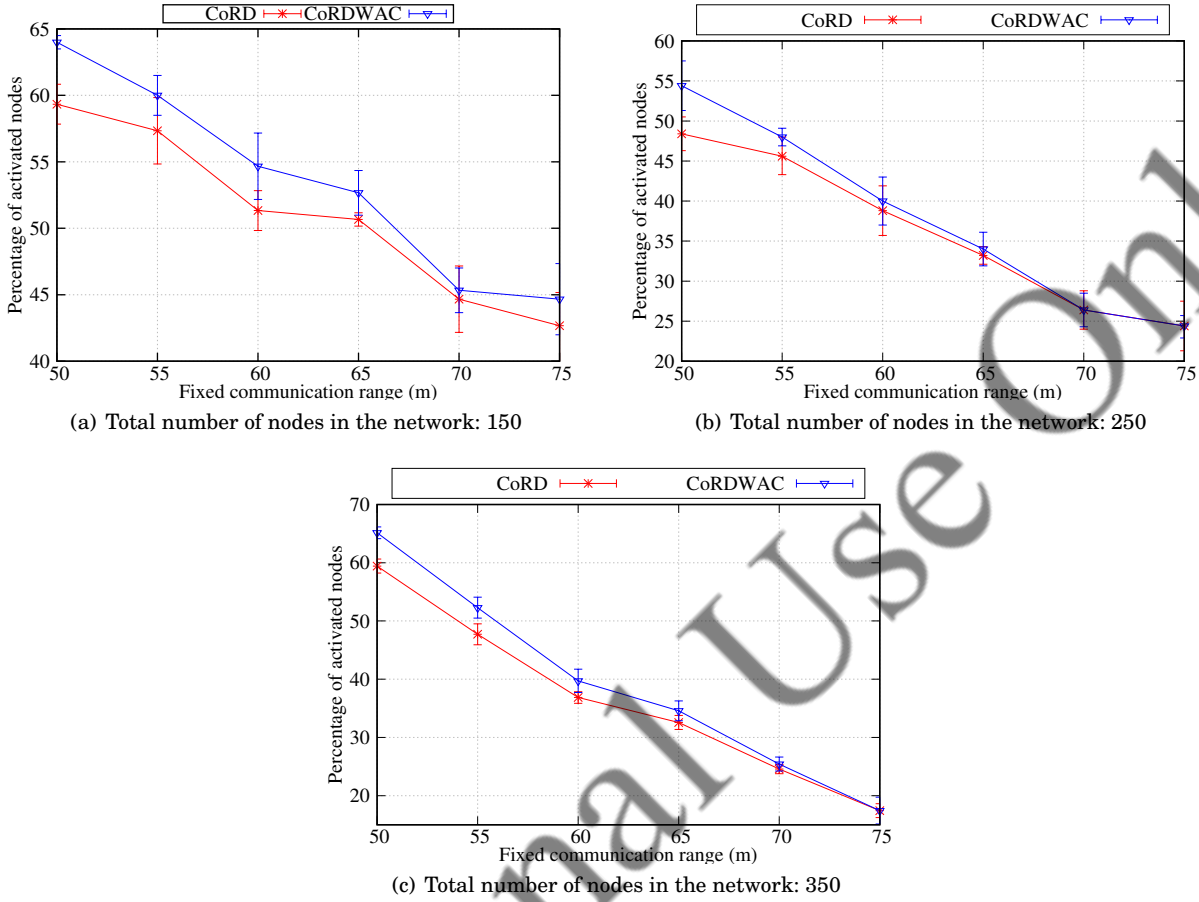 CoRD CoRDWAC
Percentage of activated nodes
65
60
55
50
45
40
50 55 60 65 70 75
Fixed communication range (m)
(a) Total number of nodes in the network: 150
CoRD CoRDWAC
Percentage of activated nodes
60
55
50
45
40
35
30
25
20
50 55 60 65 70 75
Fixed communication range (m)
(b) Total number of nodes in the network: 250
CoRD CoRDWAC
Percentage of activated nodes
70
60
50
40
30
20
50 55 60 65 70 75
Fixed communication range (m)
(c) Total number of nodes in the network: 350
nal Use Onl